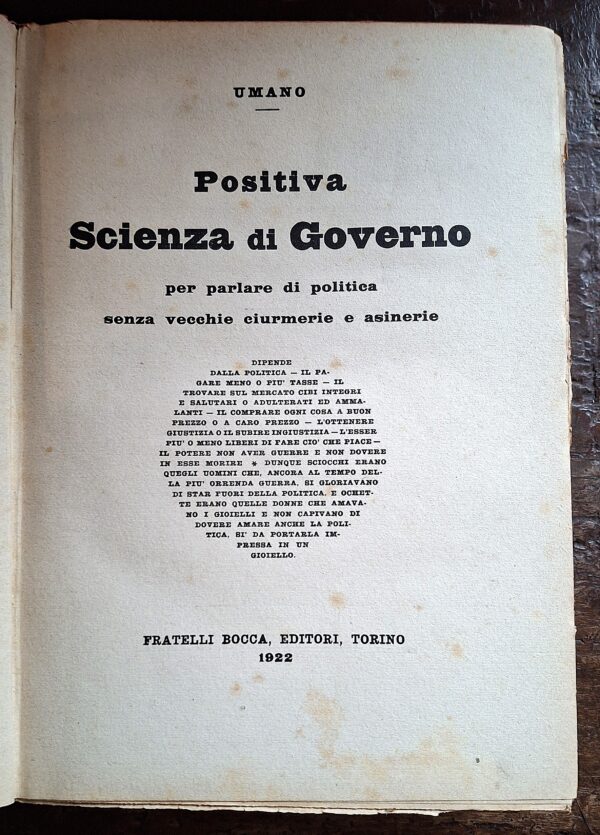 UMANO
Positiva
Scienza di Governo
per parlare di politica
senza vecchie ciurmerie e asinerie
DIPENDE
DALLA POLITICA — IL PA-
GARE MENO O PIU' TASSE — IL
TROVARE SUL MERCATO CIBI INTEGRI
E SALUTARI O ADULTERATI ED AMMA-
LANTI — IL COMPRARE OGNI COSA A BUON
PREZZO O A CARO PREZZO — L'OTTENERE
GIUSTIZIA O IL SUBIRE INGIUSTIZIA — L'ESSER
PIU' O MENO LIBERI DI FARE CIO' CHE PIACE —
IL POTERE NON AVER GUERRE E NON DOVERE
IN ESSE MORIRE * DUNQUE SCIOCCHI ERANO
QUEGLI UOMINI CHE, ANCORA AL TEMPO DEL-
LA PIU' ORRENDA GUERRA, SI GLORIAVANO
DI STAR FUORI DELLA POLITICA, E OCHET-
TE ERANO QUELLE DONNE CHE AMAVA-
NO I GIOIELLI E NON CAPIVANO DI
DOVERE AMARE ANCHE LA POLI-
TICA, SI' DA PORTARLA IM-
PRESSA IN UN
GIOIELLO.
FRATELLI BOCCA, EDITORI, TORINO
1922